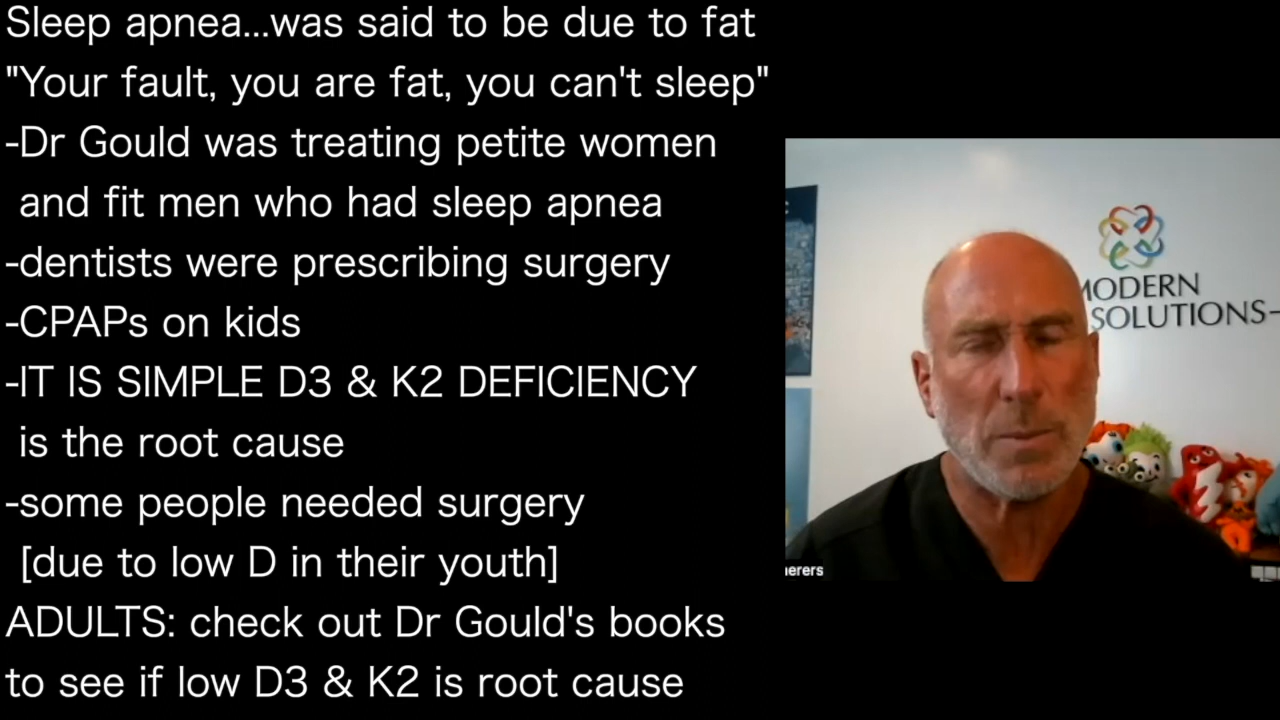 Sleep apnea...was said to be due to fat
"Your fault, you are fat, you can't sleep"
-Dr Gould was treating petite women
and fit men who had sleep apnea
-dentists were prescribing surgery
-CPAPs on kids
-IT IS SIMPLE D3 & K2 DEFICIENCY
is the root cause
-some people needed surgery
[due to low D in their youth]
ADULTS: check out Dr Gould's books
to see if low D3 & K2 is root cause
MODERN
SOLUTIONS-